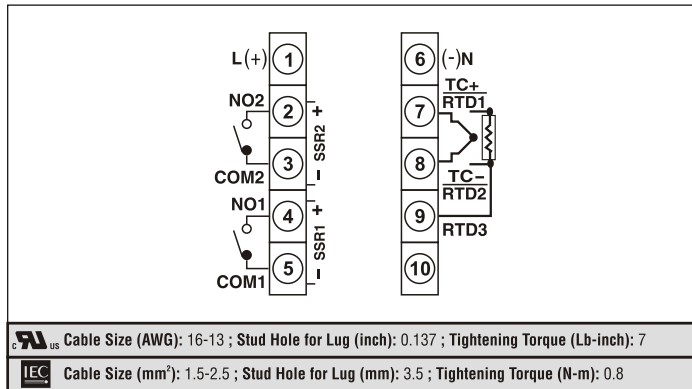 L(+) 1
NO2 2 +
SSR2
COM2 3 −
NO1 4 +
SSR1
COM1 5 −
6 (-)N
TC+
7 RTD1
8 TC−
RTD2
9 RTD3
10
c RU US Cable Size (AWG): 16-13 ; Stud Hole for Lug (inch): 0.137 ; Tightening Torque (Lb-inch): 7
IEC Cable Size (mm²): 1.5-2.5 ; Stud Hole for Lug (mm): 3.5 ; Tightening Torque (N-m): 0.8